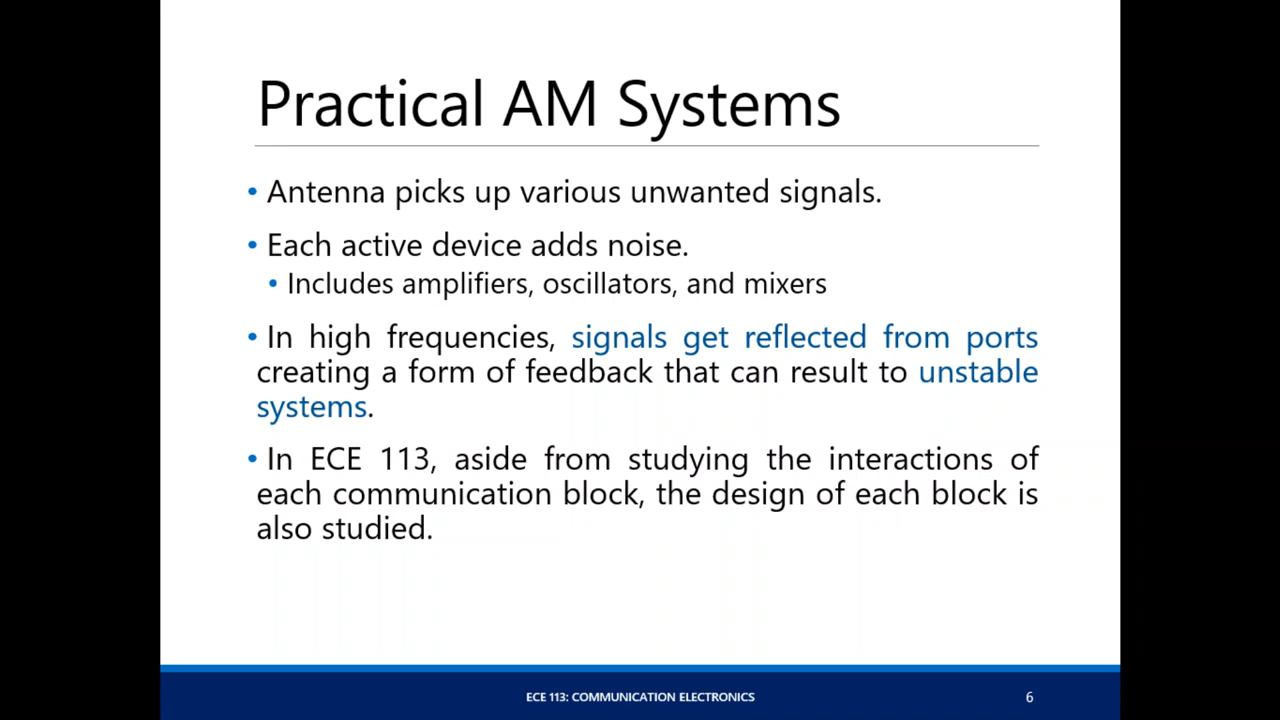 Practical AM Systems
• Antenna picks up various unwanted signals.
• Each active device adds noise.
• Includes amplifiers, oscillators, and mixers
• In high frequencies, signals get reflected from ports
creating a form of feedback that can result to unstable
systems.
• In ECE 113, aside from studying the interactions of
each communication block, the design of each block is
also studied.
ECE 113: COMMUNICATION ELECTRONICS
6